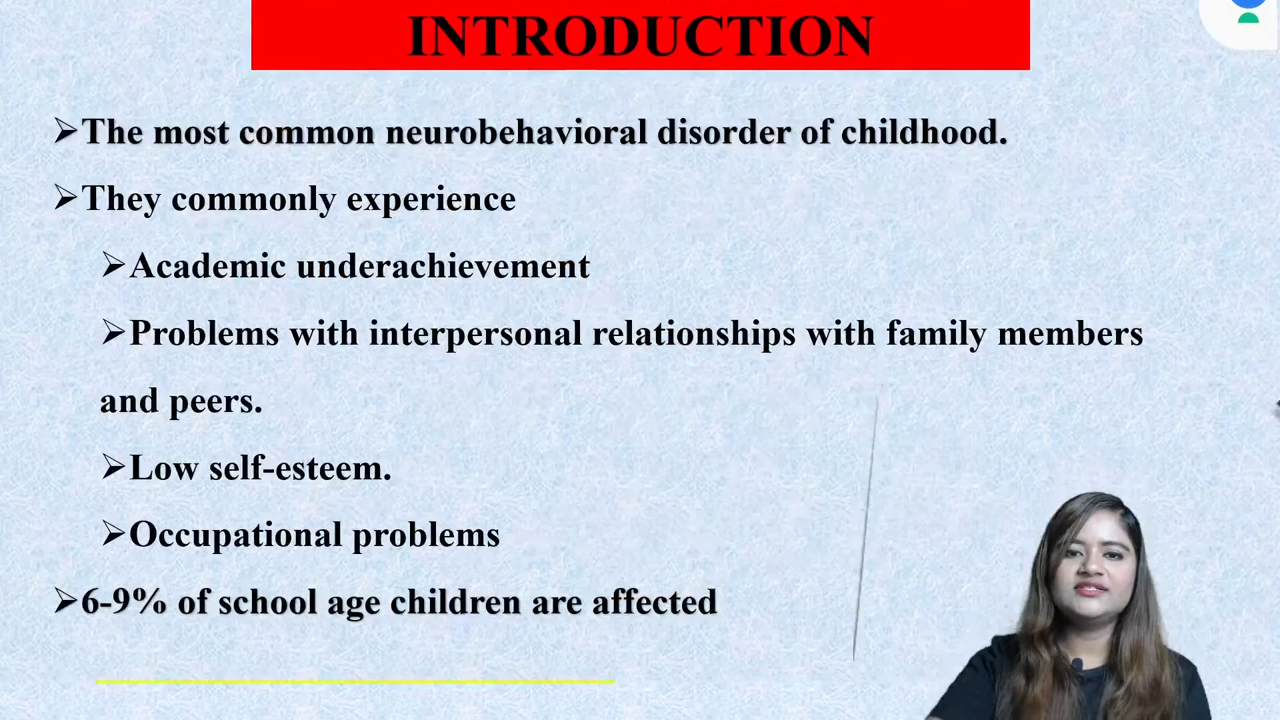 INTRODUCTION
➢The most common neurobehavioral disorder of childhood.
➢They commonly experience
➢Academic underachievement
➢Problems with interpersonal relationships with family members
and peers.
➢Low self-esteem.
➢Occupational problems
➢6-9% of school age children are affected